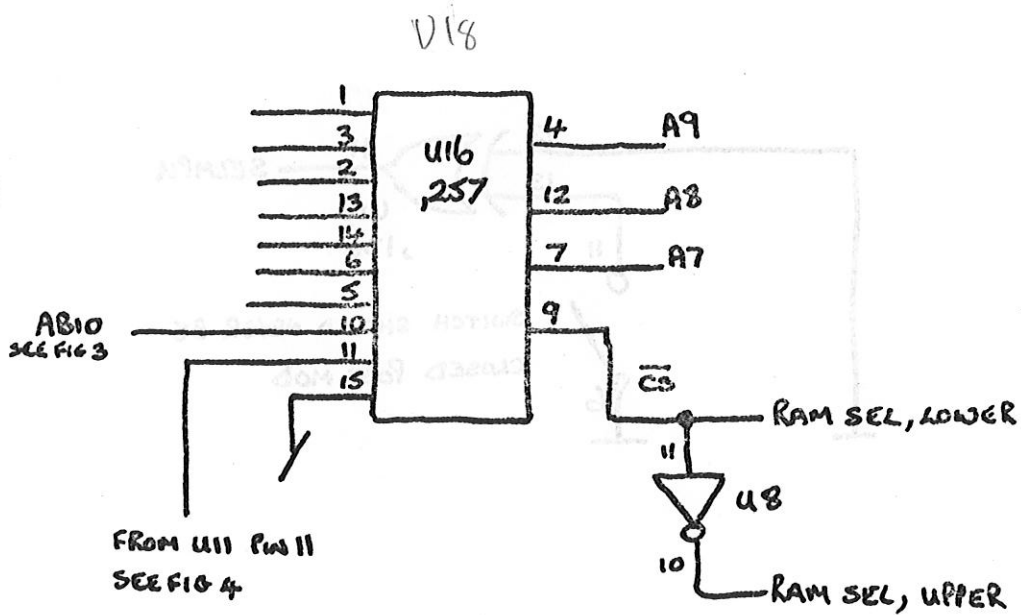 U18
1
3
2
13
14
6
5
10
11
15
U16
,257
4 A9
12 A8
7 A7
9
AB10
SEE FIG 3
CS
RAM SEL, LOWER
11
U8
10
RAM SEL, UPPER
FROM U11 PIN 11
SEE FIG 4